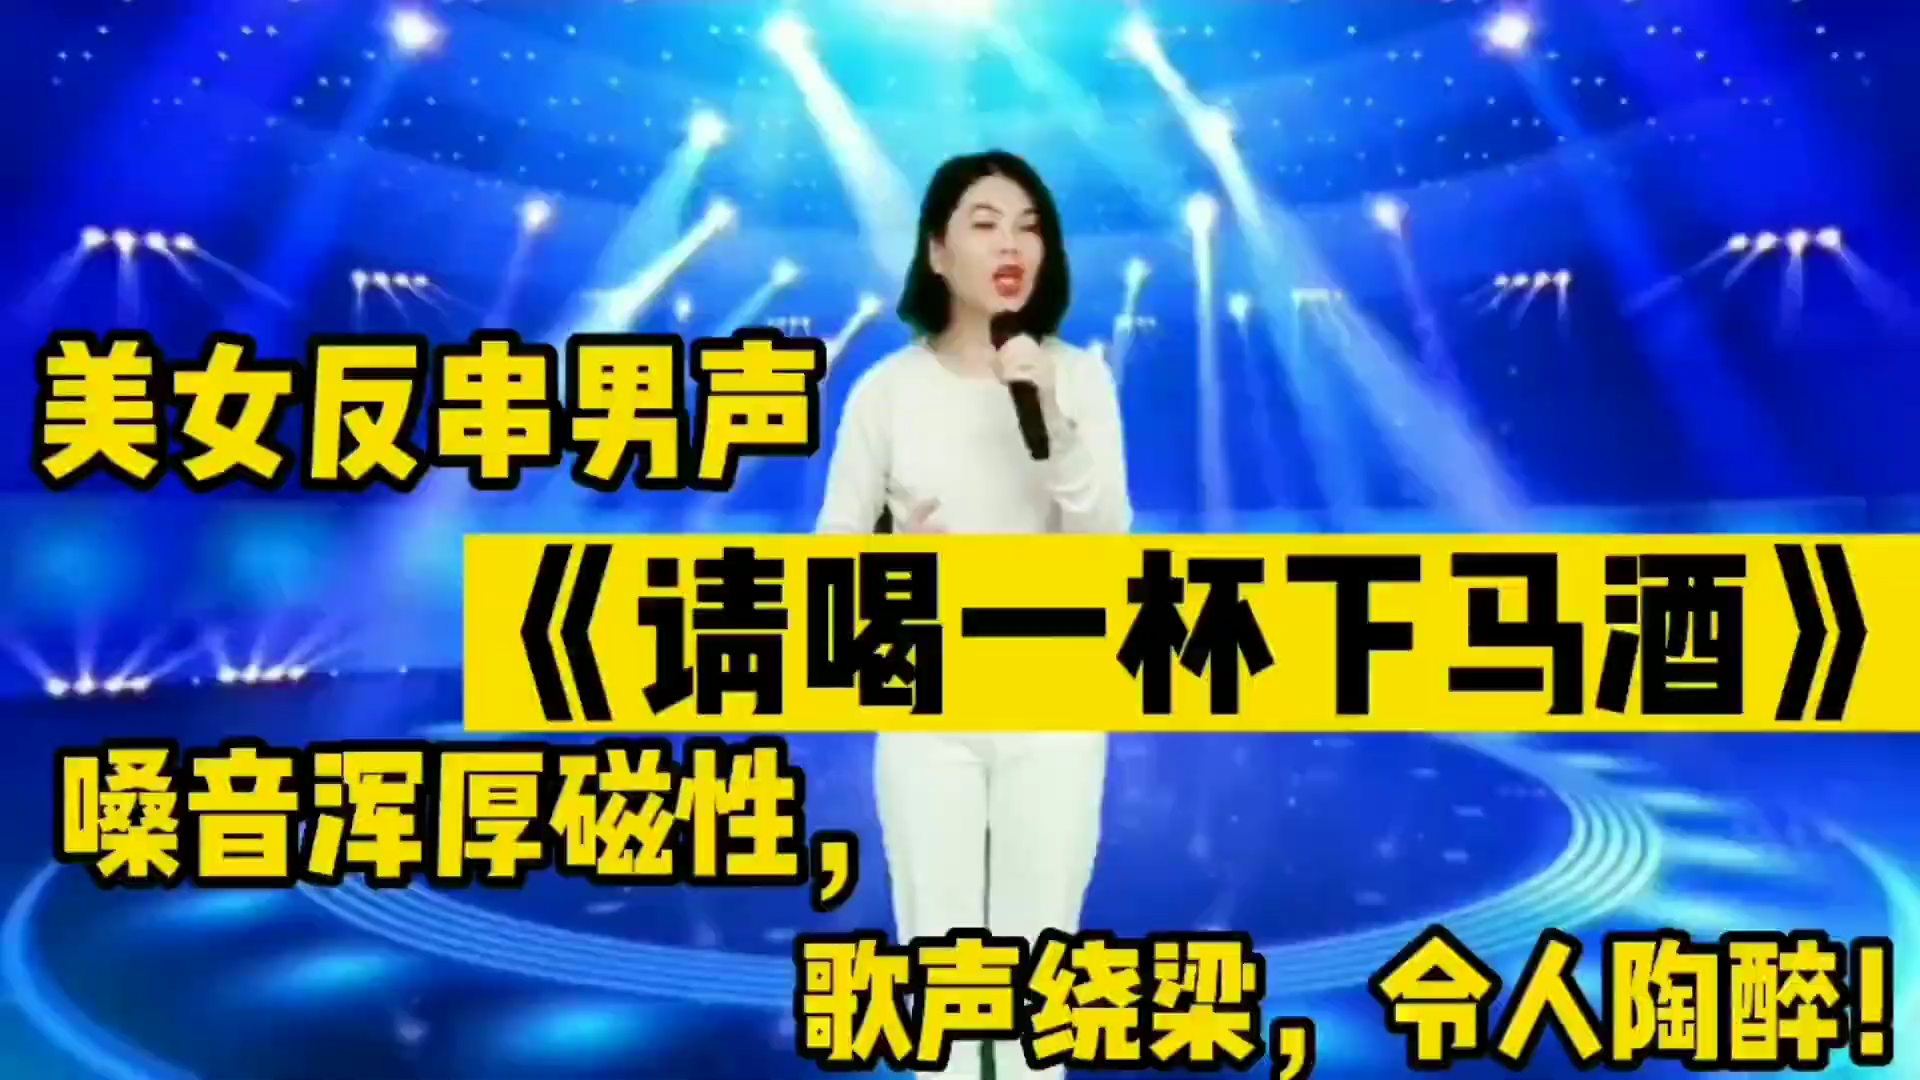 美女反串男声
《请喝一杯下马酒》
嗓音浑厚磁性，
歌声绕梁，令人陶醉！